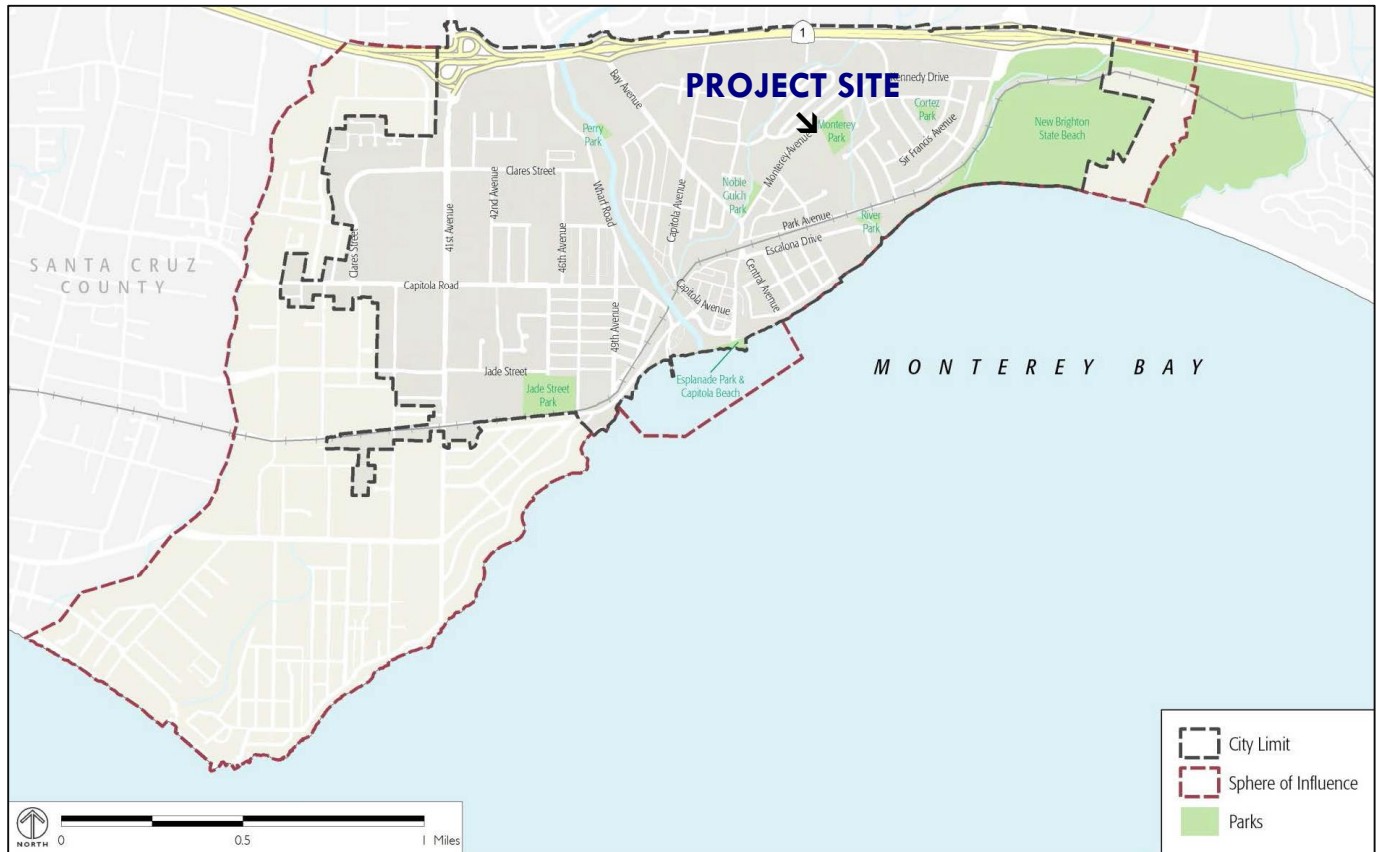 1
PROJECT SITE
Bay Avenue
Kennedy Drive
Cortez
Park
Perry
Park
Monterey
Park
New Brighton
State Beach
Sir Francis Avenue
Monterey Avenue
Clares Street
42nd Avenue
Noble
Gulch
Park
Wharf Road
Capitola Avenue
41st Avenue
46th Avenue
Park Avenue
River
Park
Escalona Drive
Clares Street
SANTA CRUZ
COUNTY
Capitola Road
Central Avenue
Capitola Avenue
49th Avenue
MONTEREY BAY
Jade Street
Jade Street
Park
Esplanade Park &
Capitola Beach
City Limit
Sphere of Influence
Parks
NORTH
0 0.5 1 Miles